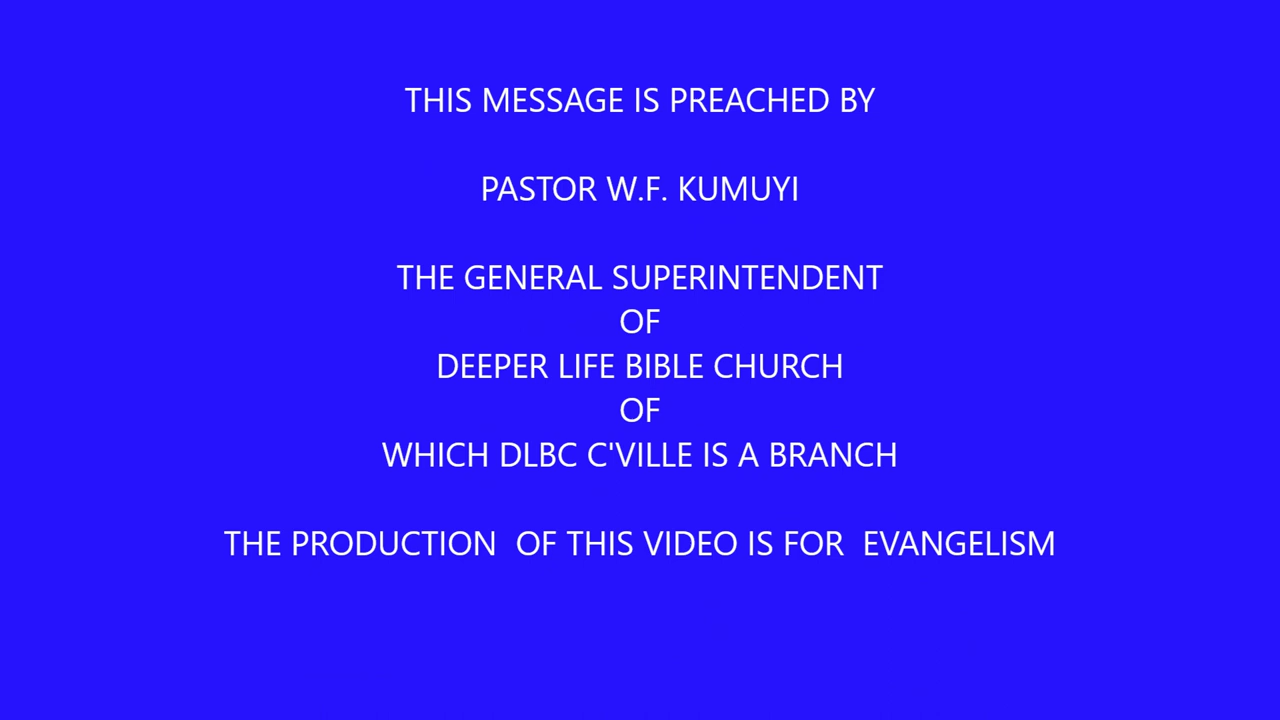 THIS MESSAGE IS PREACHED BY
PASTOR W.F. KUMUYI
THE GENERAL SUPERINTENDENT
OF
DEEPER LIFE BIBLE CHURCH
OF
WHICH DLBC C'VILLE IS A BRANCH
THE PRODUCTION  OF THIS VIDEO IS FOR  EVANGELISM